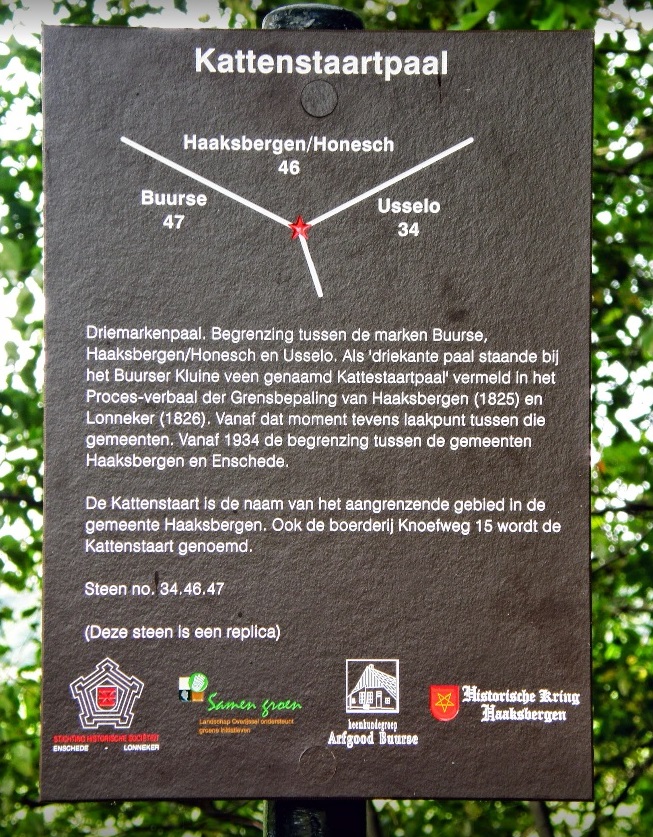 Kattenstaartpaal
Haaksbergen/Honesch
46
Buurse
47
Usselo
34
Driemarkenpaal. Begrenzing tussen de marken Buurse,
Haaksbergen/Honesch en Usselo. Als 'driekante paal staande bij
het Buurser Kluine veen genaamd Kattestaartpaal' vermeld in het
Proces-verbaal der Grensbepaling van Haaksbergen (1825) en
Lonneker (1826). Vanaf dat moment tevens laakpunt tussen die
gemeenten. Vanaf 1934 de begrenzing tussen de gemeenten
Haaksbergen en Enschede.
De Kattenstaart is de naam van het aangrenzende gebied in de
gemeente Haaksbergen. Ook de boerderij Knoefweg 15 wordt de
Kattenstaart genoemd.
Steen no. 34.46.47
(Deze steen is een replica)
STICHTING HISTORISCHE SOCIËTEIT
ENSCHEDE - LONNEKER
Samen groen
Landschap Overijssel ondersteunt
groene initiatieven
heemkundegroep
Arfgood Buurse
Historische Kring
Haaksbergen